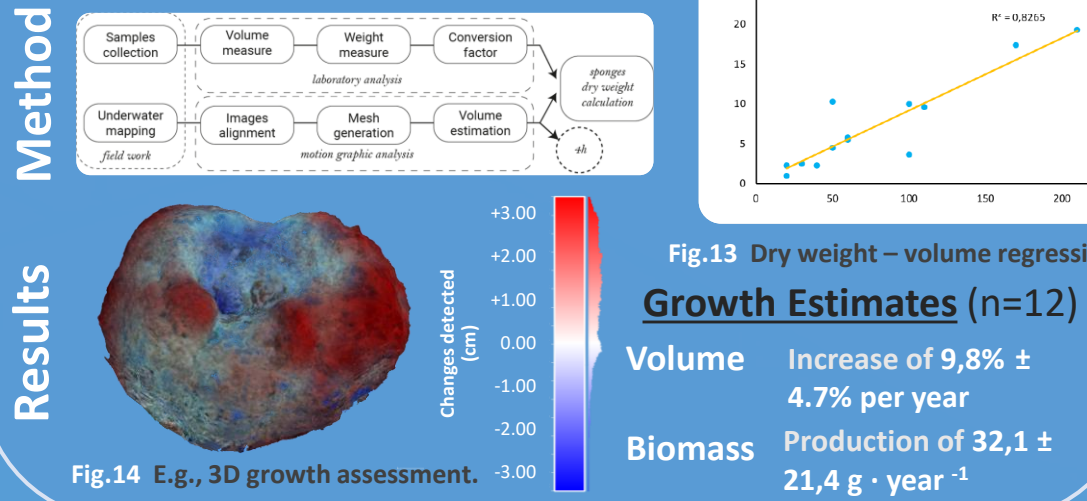 Method
Samples
collection
Volume
measure
Weight
measure
Conversion
factor
laboratory analysis
sponges
dry weight
calculation
Underwater
mapping
Images
alignment
Mesh
generation
Volume
estimation
field work
motion graphic analysis
4h
R² = 0,8265
20
15
10
5
0
0 50 100 150 200
Fig.13 Dry weight – volume regressi
Results
Changes detected
(cm)
+3.00
+2.00
+1.00
0.00
-1.00
-2.00
-3.00
Fig.14 E.g., 3D growth assessment.
Growth Estimates (n=12)
Volume Increase of 9,8% ±
4.7% per year
Biomass Production of 32,1 ±
21,4 g · year -1